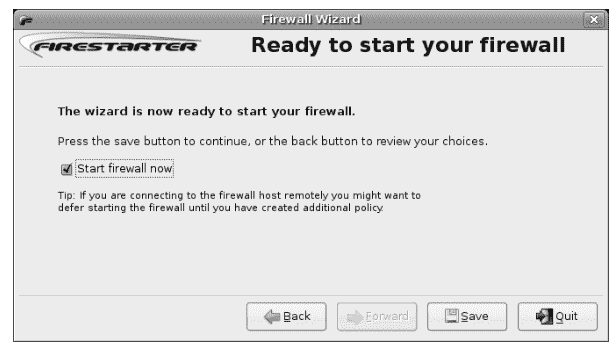 Firewall Wizard
FIRESTARTER
Ready to start your firewall
The wizard is now ready to start your firewall.
Press the save button to continue, or the back button to review your choices.
Start firewall now
Tip: If you are connecting to the firewall host remotely you might want to
defer starting the firewall until you have created additional policy.
Back
Forward
Save
Quit